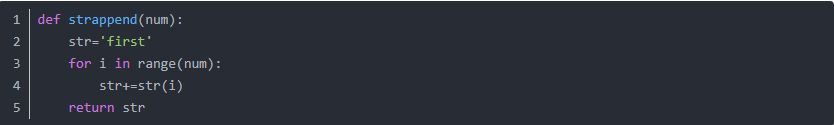 1 def strappend(num):
2     str='first'
3     for i in range(num):
4         str+=str(i)
5     return str